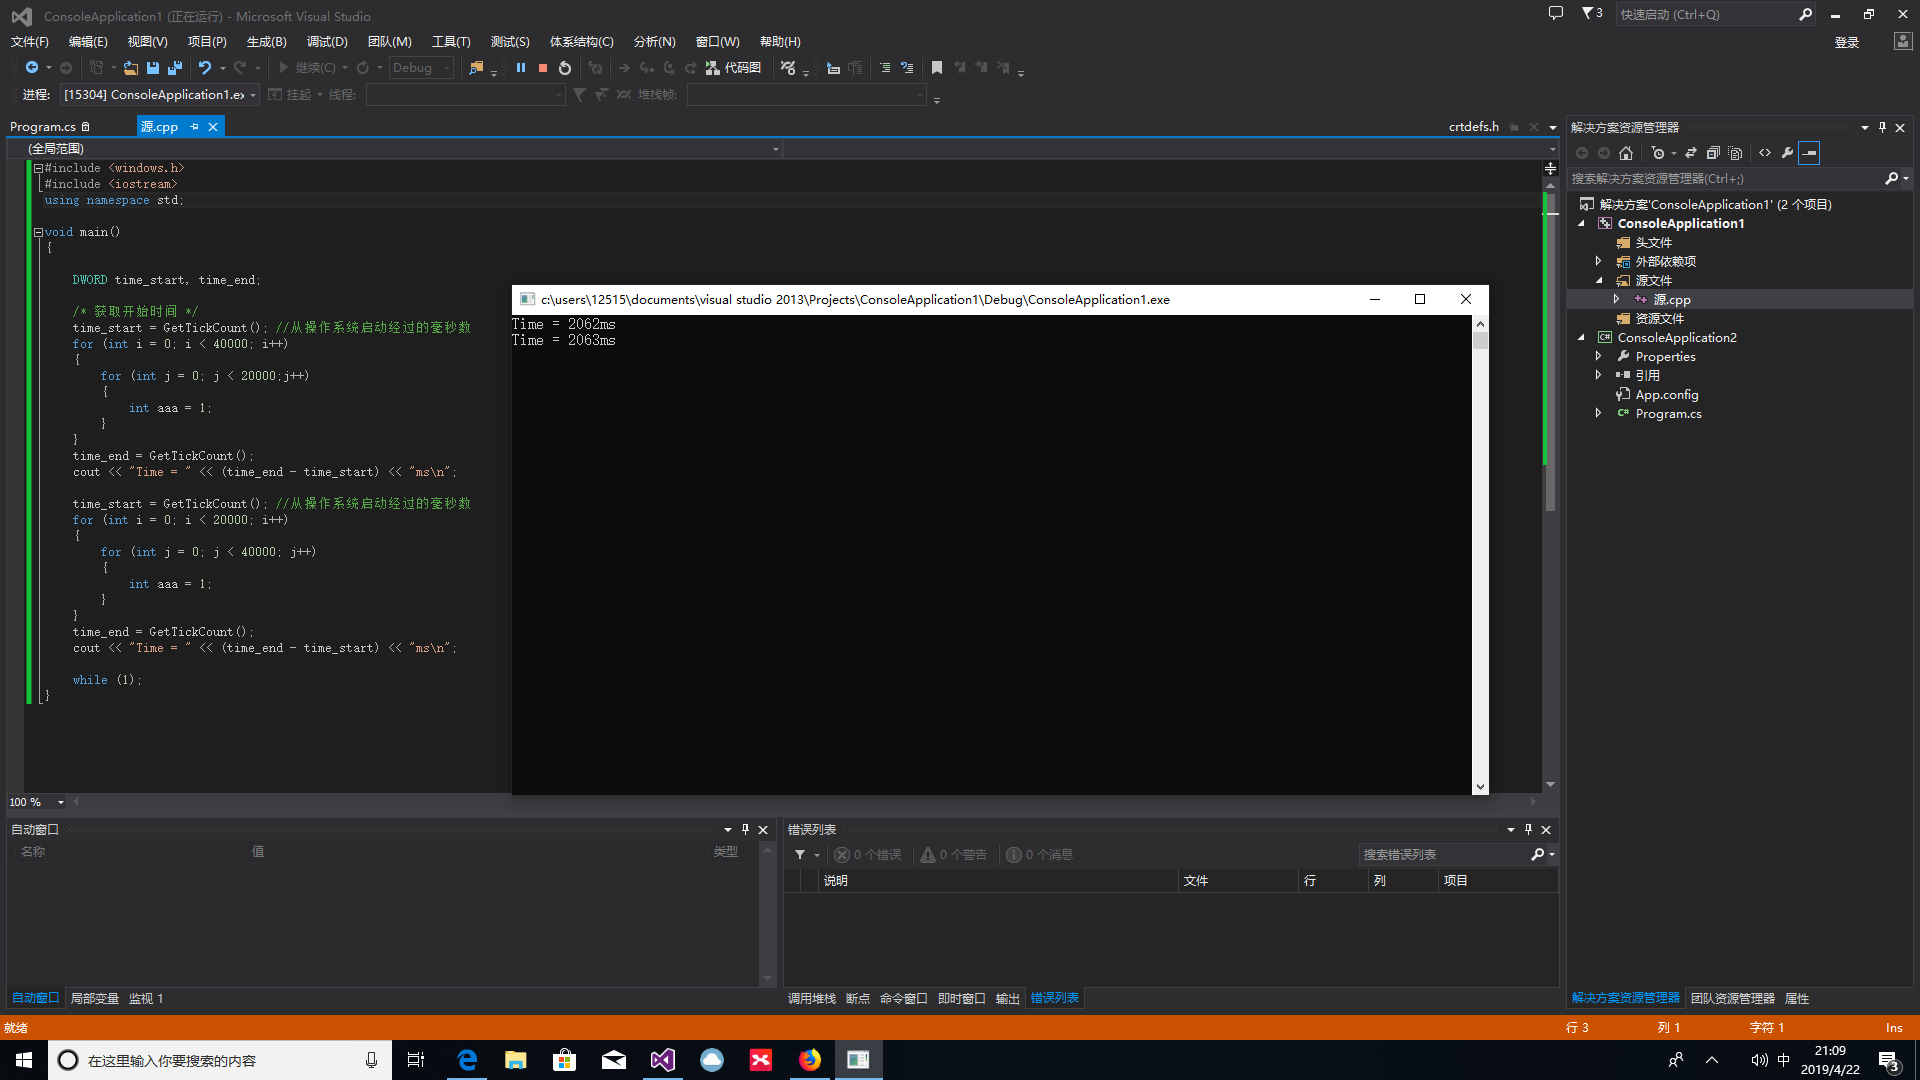 ConsoleApplication1 (正在运行) - Microsoft Visual Studio
3
快速启动 (Ctrl+Q)
文件(F) 编辑(E) 视图(V) 项目(P) 生成(B) 调试(D) 团队(M) 工具(T) 测试(S) 体系结构(C) 分析(N) 窗口(W) 帮助(H)
登录
继续(C) Debug 代码图
进程: [15304] ConsoleApplication1.ex 挂起 线程: 堆栈帧:
Program.cs 源.cpp crtdefs.h
(全局范围)
#include <windows.h>
#include <iostream>
using namespace std;
void main()
{
DWORD time_start, time_end;
/* 获取开始时间 */
time_start = GetTickCount(); //从操作系统启动经过的毫秒数
for (int i = 0; i < 40000; i++)
{
for (int j = 0; j < 20000;j++)
{
int aaa = 1;
}
}
time_end = GetTickCount();
cout << "Time = " << (time_end - time_start) << "ms\n";
time_start = GetTickCount(); //从操作系统启动经过的毫秒数
for (int i = 0; i < 20000; i++)
{
for (int j = 0; j < 40000; j++)
{
int aaa = 1;
}
}
time_end = GetTickCount();
cout << "Time = " << (time_end - time_start) << "ms\n";
while (1);
}
100 %
c:\users\12515\documents\visual studio 2013\Projects\ConsoleApplication1\Debug\ConsoleApplication1.exe
Time = 2062ms
Time = 2063ms
解决方案资源管理器
搜索解决方案资源管理器(Ctrl+;)
解决方案'ConsoleApplication1' (2 个项目)
ConsoleApplication1
头文件
外部依赖项
源文件
源.cpp
资源文件
C# ConsoleApplication2
Properties
引用
App.config
C# Program.cs
自动窗口
名称 值 类型
自动窗口 局部变量 监视 1
错误列表
0 个错误 0 个警告 0 个消息 搜索错误列表
说明 文件 行 列 项目
调用堆栈 断点 命令窗口 即时窗口 输出 错误列表
解决方案资源管理器 团队资源管理器 属性
就绪 行 3 列 1 字符 1 Ins
在这里输入你要搜索的内容
中
21:09
2019/4/22
3